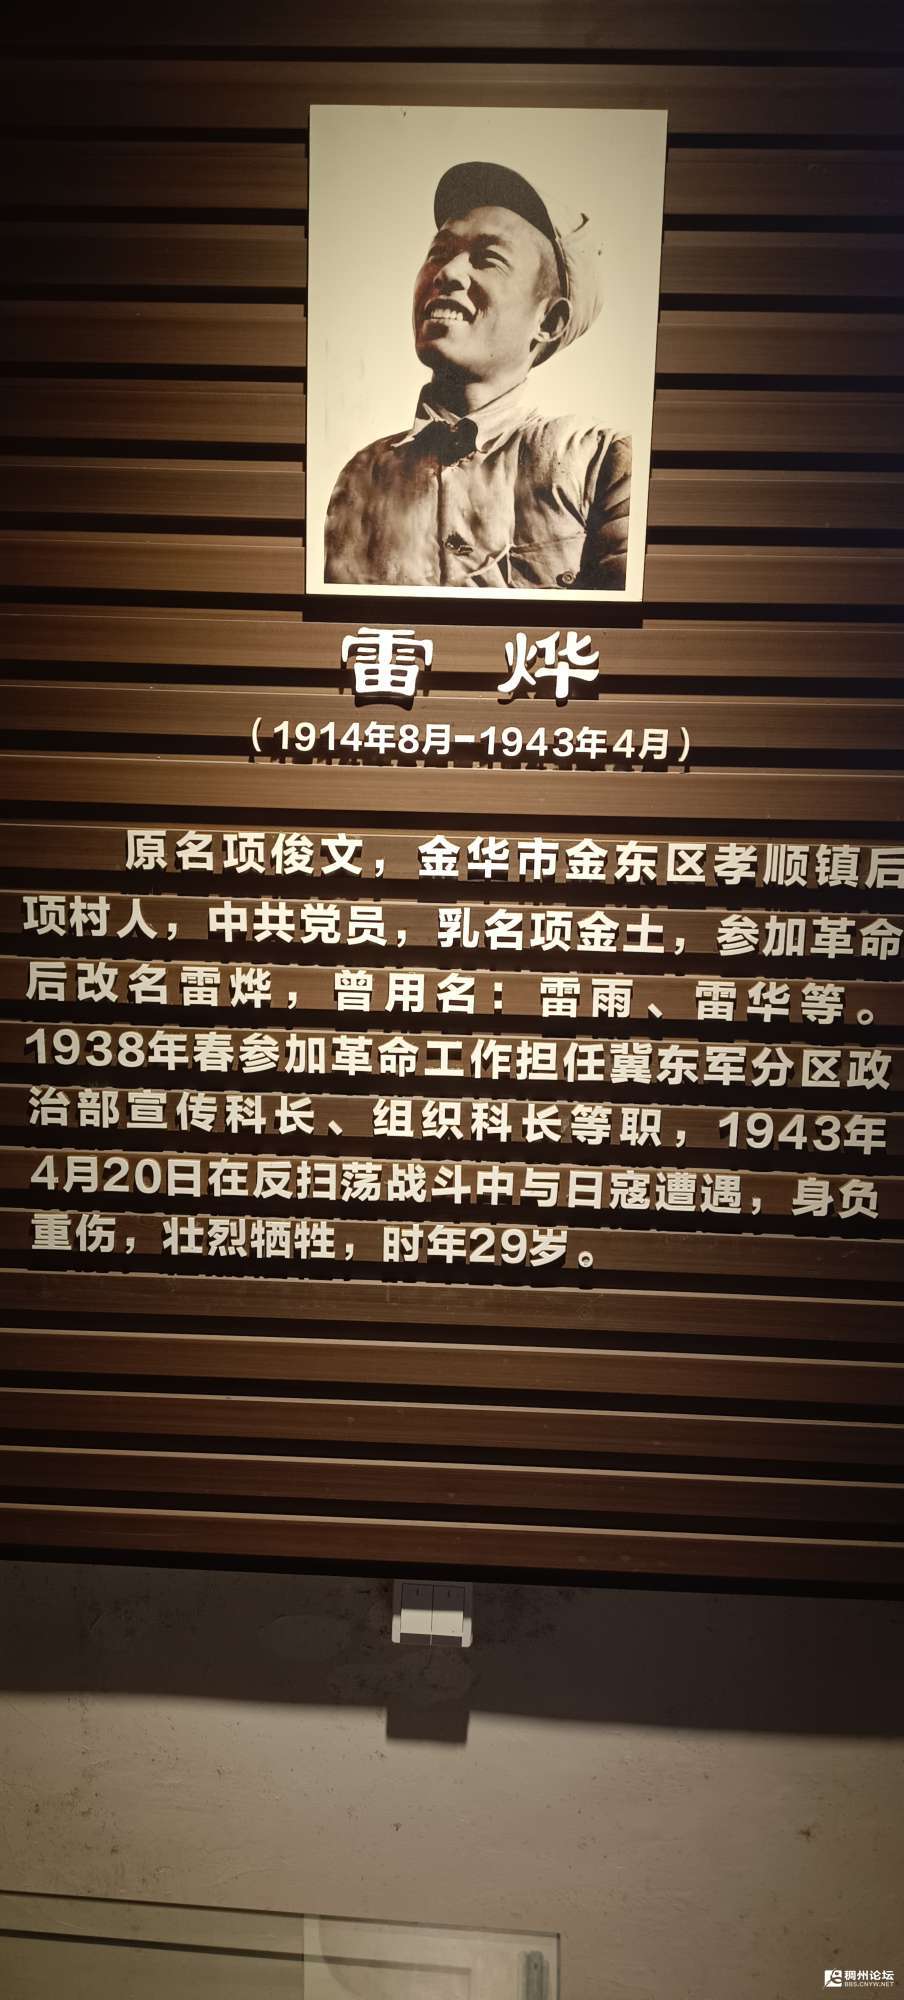 雷 烨
（1914年8月-1943年4月）
原名项俊文，金华市金东区孝顺镇后
项村人，中共党员，乳名项金土，参加革命
后改名雷烨，曾用名：雷雨、雷华等。
1938年春参加革命工作担任冀东军分区政
治部宣传科长、组织科长等职，1943年
4月20日在反扫荡战斗中与日寇遭遇，身负
重伤，壮烈牺牲，时年29岁。
稠州论坛
BBS.CNYW.NET